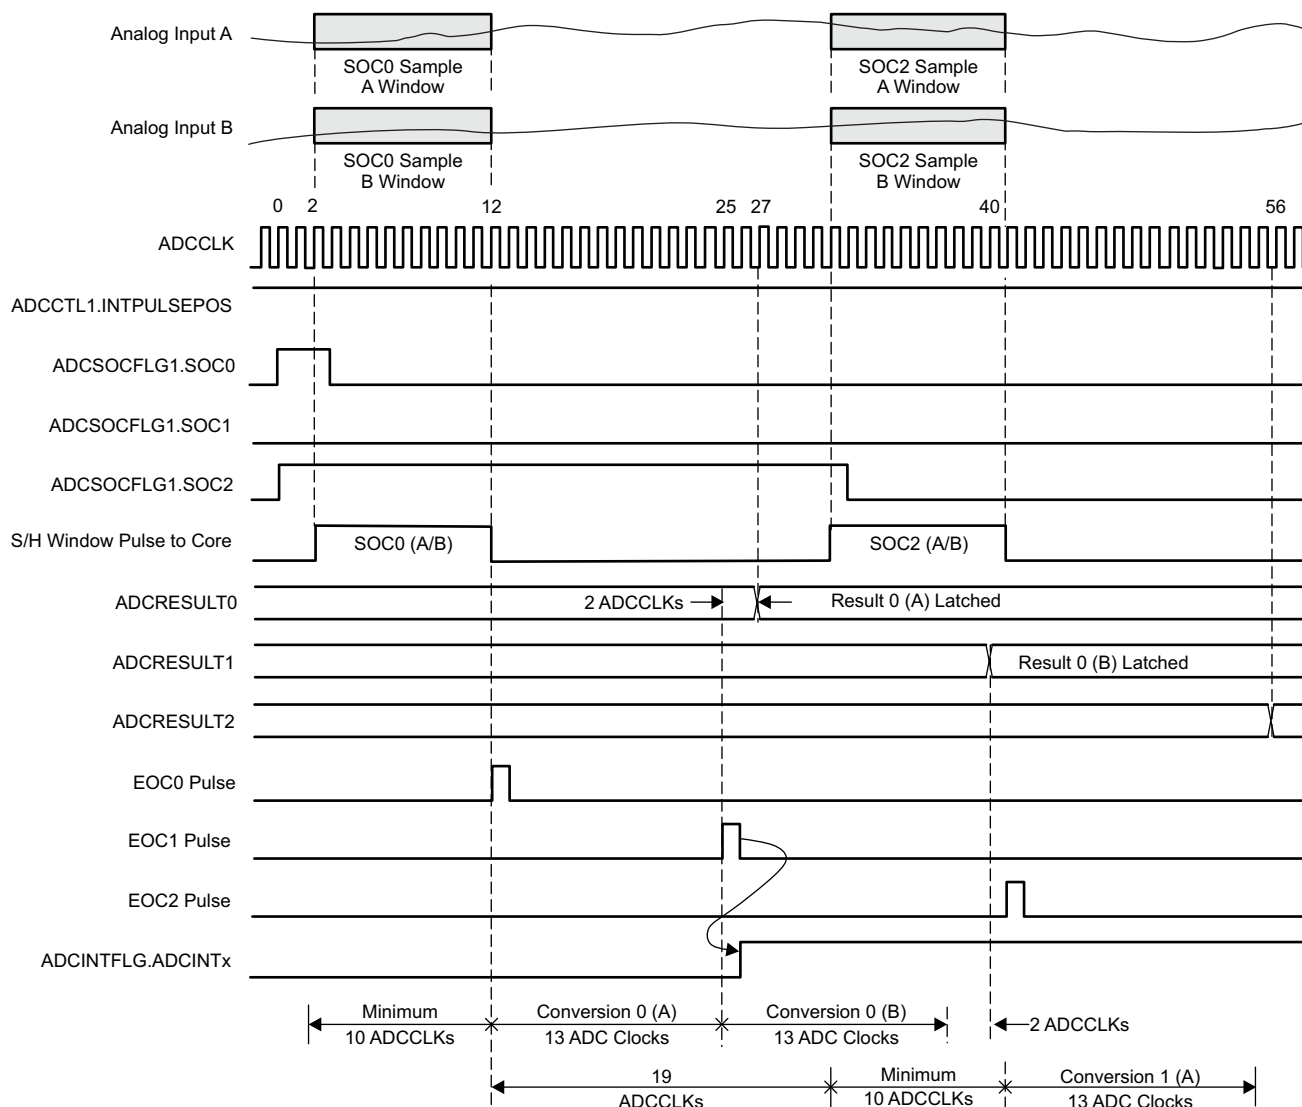 Analog Input A
SOC0 Sample
A Window
SOC2 Sample
A Window
Analog Input B
SOC0 Sample
B Window
SOC2 Sample
B Window
0 2 12 25 27 40 56
ADCCLK
ADCCTL1.INTPULSEPOS
ADCSOCFLG1.SOC0
ADCSOCFLG1.SOC1
ADCSOCFLG1.SOC2
S/H Window Pulse to Core
SOC0 (A/B)
SOC2 (A/B)
ADCRESULT0
2 ADCCLKs
Result 0 (A) Latched
ADCRESULT1
Result 0 (B) Latched
ADCRESULT2
EOC0 Pulse
EOC1 Pulse
EOC2 Pulse
ADCINTFLG.ADCINTx
Minimum
10 ADCCLKs
Conversion 0 (A)
13 ADC Clocks
Conversion 0 (B)
13 ADC Clocks
2 ADCCLKs
19
ADCCLKs
Minimum
10 ADCCLKs
Conversion 1 (A)
13 ADC Clocks